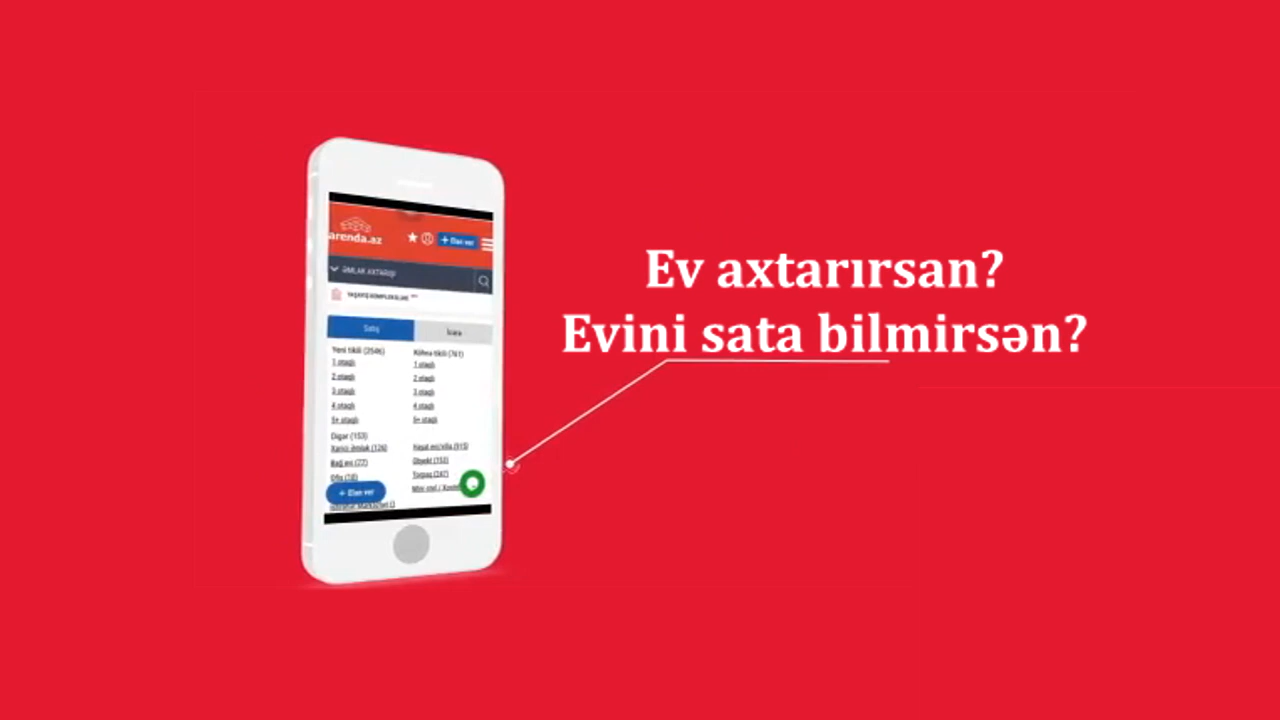 arenda.az
+ Elan ver
ƏMLAK AXTARIŞI
YAŞAYIŞ KOMPLEKSLƏRİ
Satış
İcarə
Yeni tikili (2546)
1 otaqlı
2 otaqlı
3 otaqlı
4 otaqlı
5+ otaqlı
Digər (153)
Xarici əmlak (126)
Bağ evi (77)
Ofis
Köhnə tikili (761)
1 otaqlı
2 otaqlı
3 otaqlı
4 otaqlı
5+ otaqlı
Həyət evi/villa (915)
Obyekt (153)
Torpaq (247)
+ Elan ver
Ev axtarırsan?
Evini sata bilmirsən?